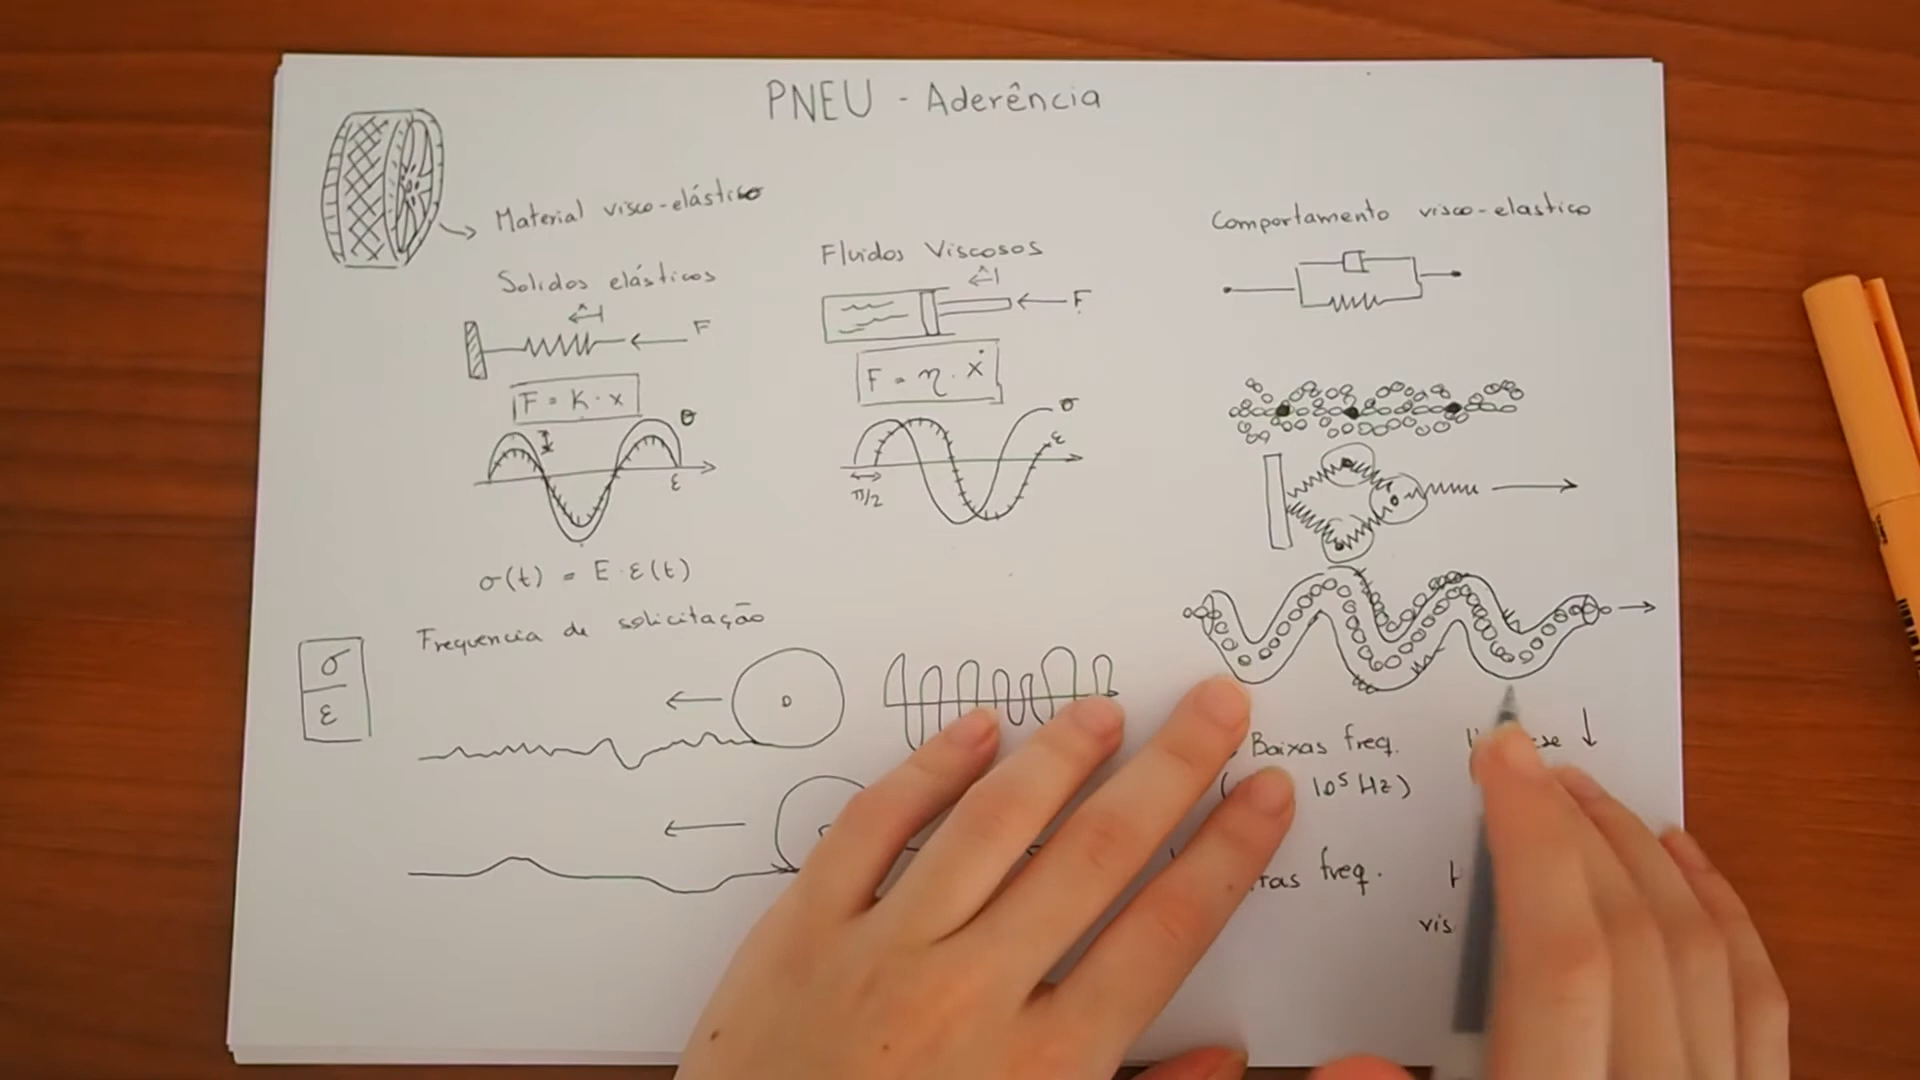 PNEU - Aderência
Material visco-elástico
Solidos elásticos
F
F = K · x
σ
ε
σ(t) = E · ε(t)
Fluidos Viscosos
F
F = η · ẋ
σ
ε
π/2
Frequencia de solicitação
σ
ε
Comportamento visco-elastico
Baixas freq.
10⁵ Hz)
freq.